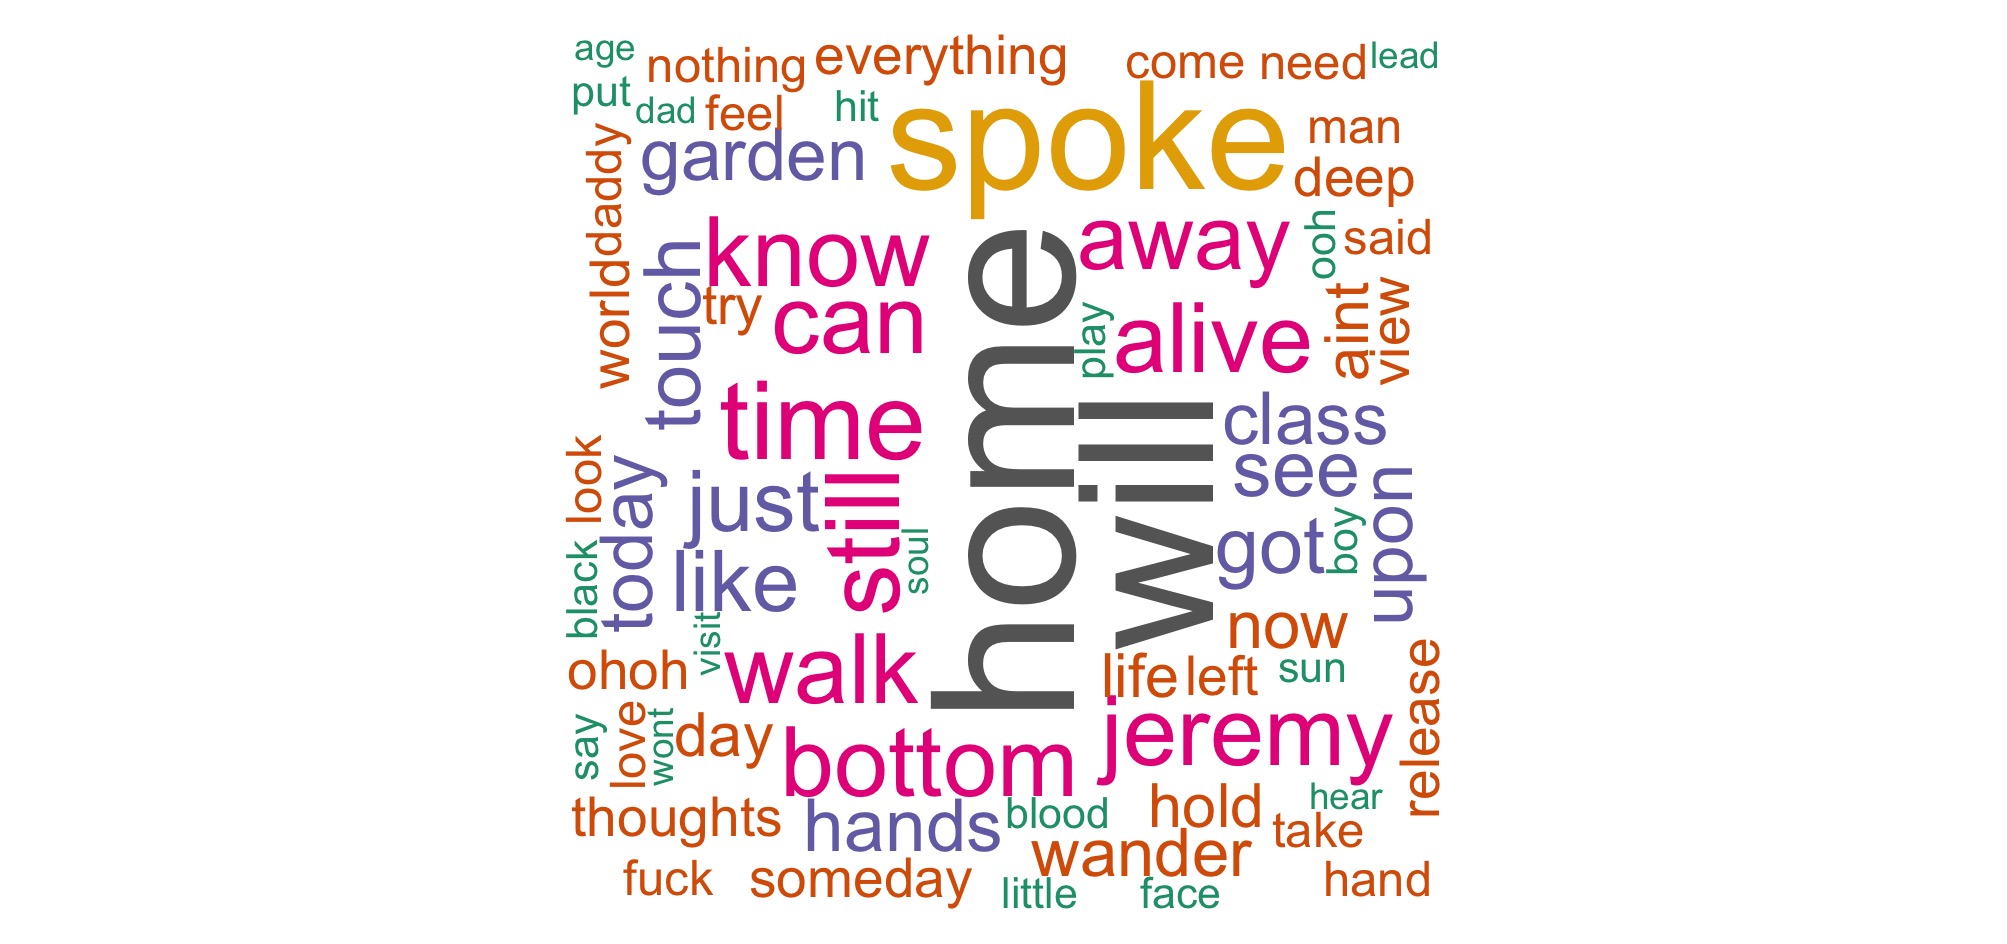 age
nothing
everything
come
need
lead
put
dad
feel
hit
spoke
man
daddy
garden
deep
know
away
ooh
said
world
touch
try
can
home
play
alive
aint
view
time
will
class
look
today
just
still
see
upon
black
like
soul
got
boy
ohoh
visit
walk
now
life
left
sun
release
say
love
wont
day
bottom
jeremy
thoughts
hands
blood
hold
hear
take
wander
fuck
someday
little
face
hand